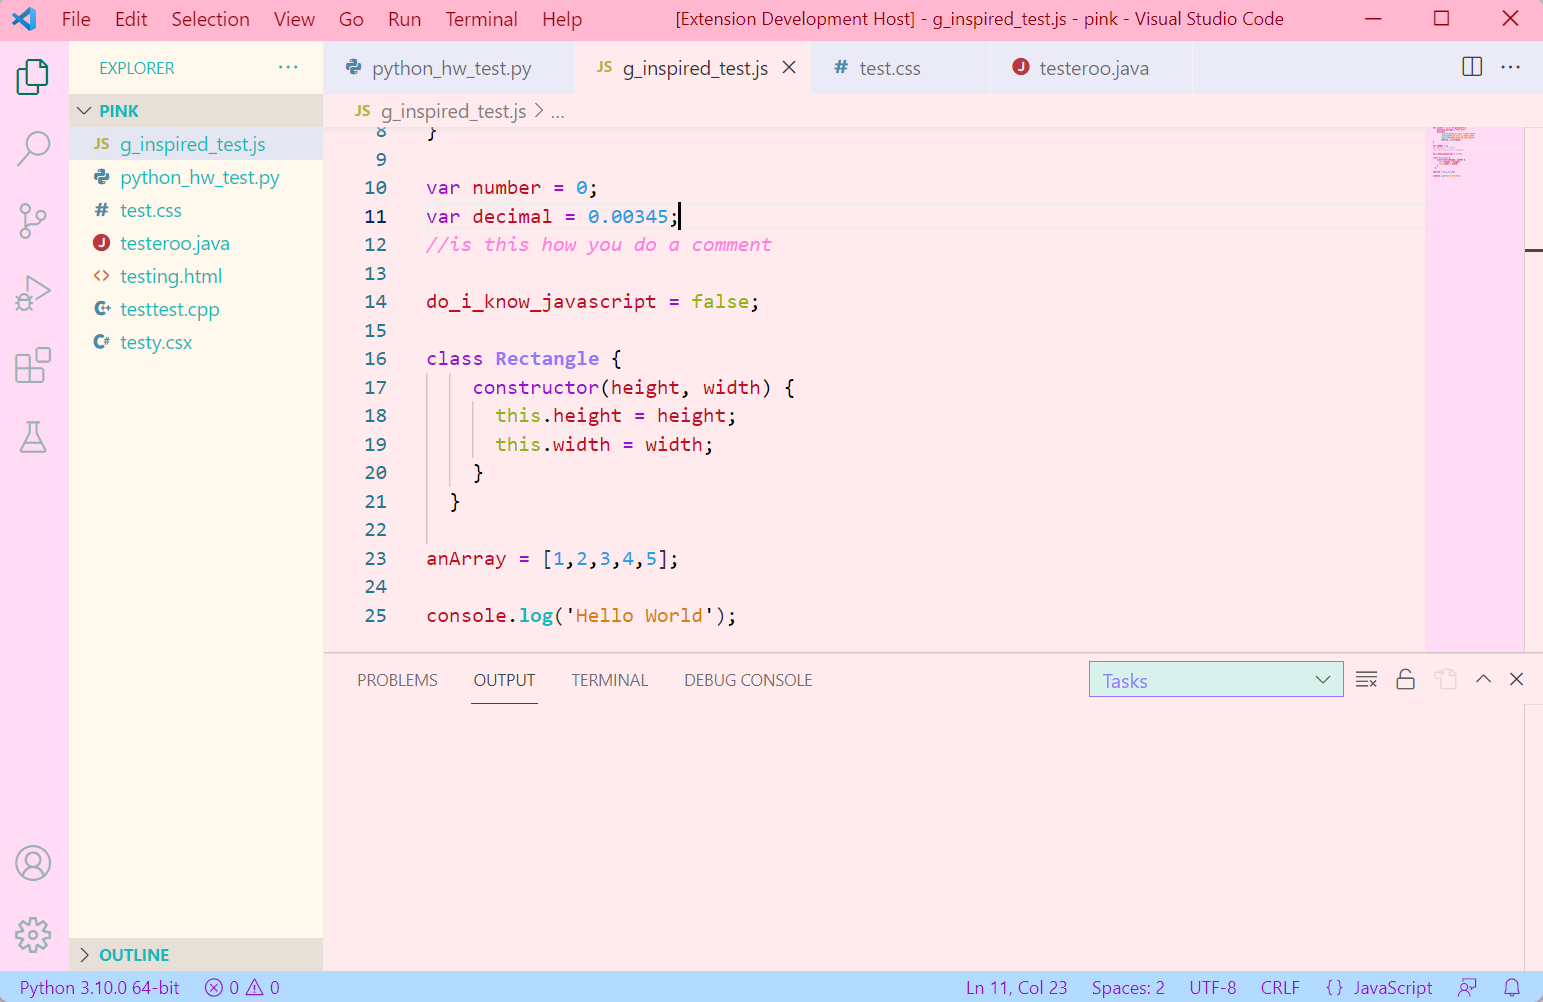 File Edit Selection View Go Run Terminal Help [Extension Development Host] - g_inspired_test.js - pink - Visual Studio Code
EXPLORER
PINK
JS g_inspired_test.js
python_hw_test.py
# test.css
J testeroo.java
<> testing.html
C+ testtest.cpp
C# testy.csx
OUTLINE
python_hw_test.py JS g_inspired_test.js # test.css J testeroo.java
JS g_inspired_test.js > ...
8 }
9
10 var number = 0;
11 var decimal = 0.00345;
12 //is this how you do a comment
13
14 do_i_know_javascript = false;
15
16 class Rectangle {
17 constructor(height, width) {
18 this.height = height;
19 this.width = width;
20 }
21 }
22
23 anArray = [1,2,3,4,5];
24
25 console.log('Hello World');
PROBLEMS OUTPUT TERMINAL DEBUG CONSOLE Tasks
Python 3.10.0 64-bit 0 0 Ln 11, Col 23 Spaces: 2 UTF-8 CRLF {} JavaScript